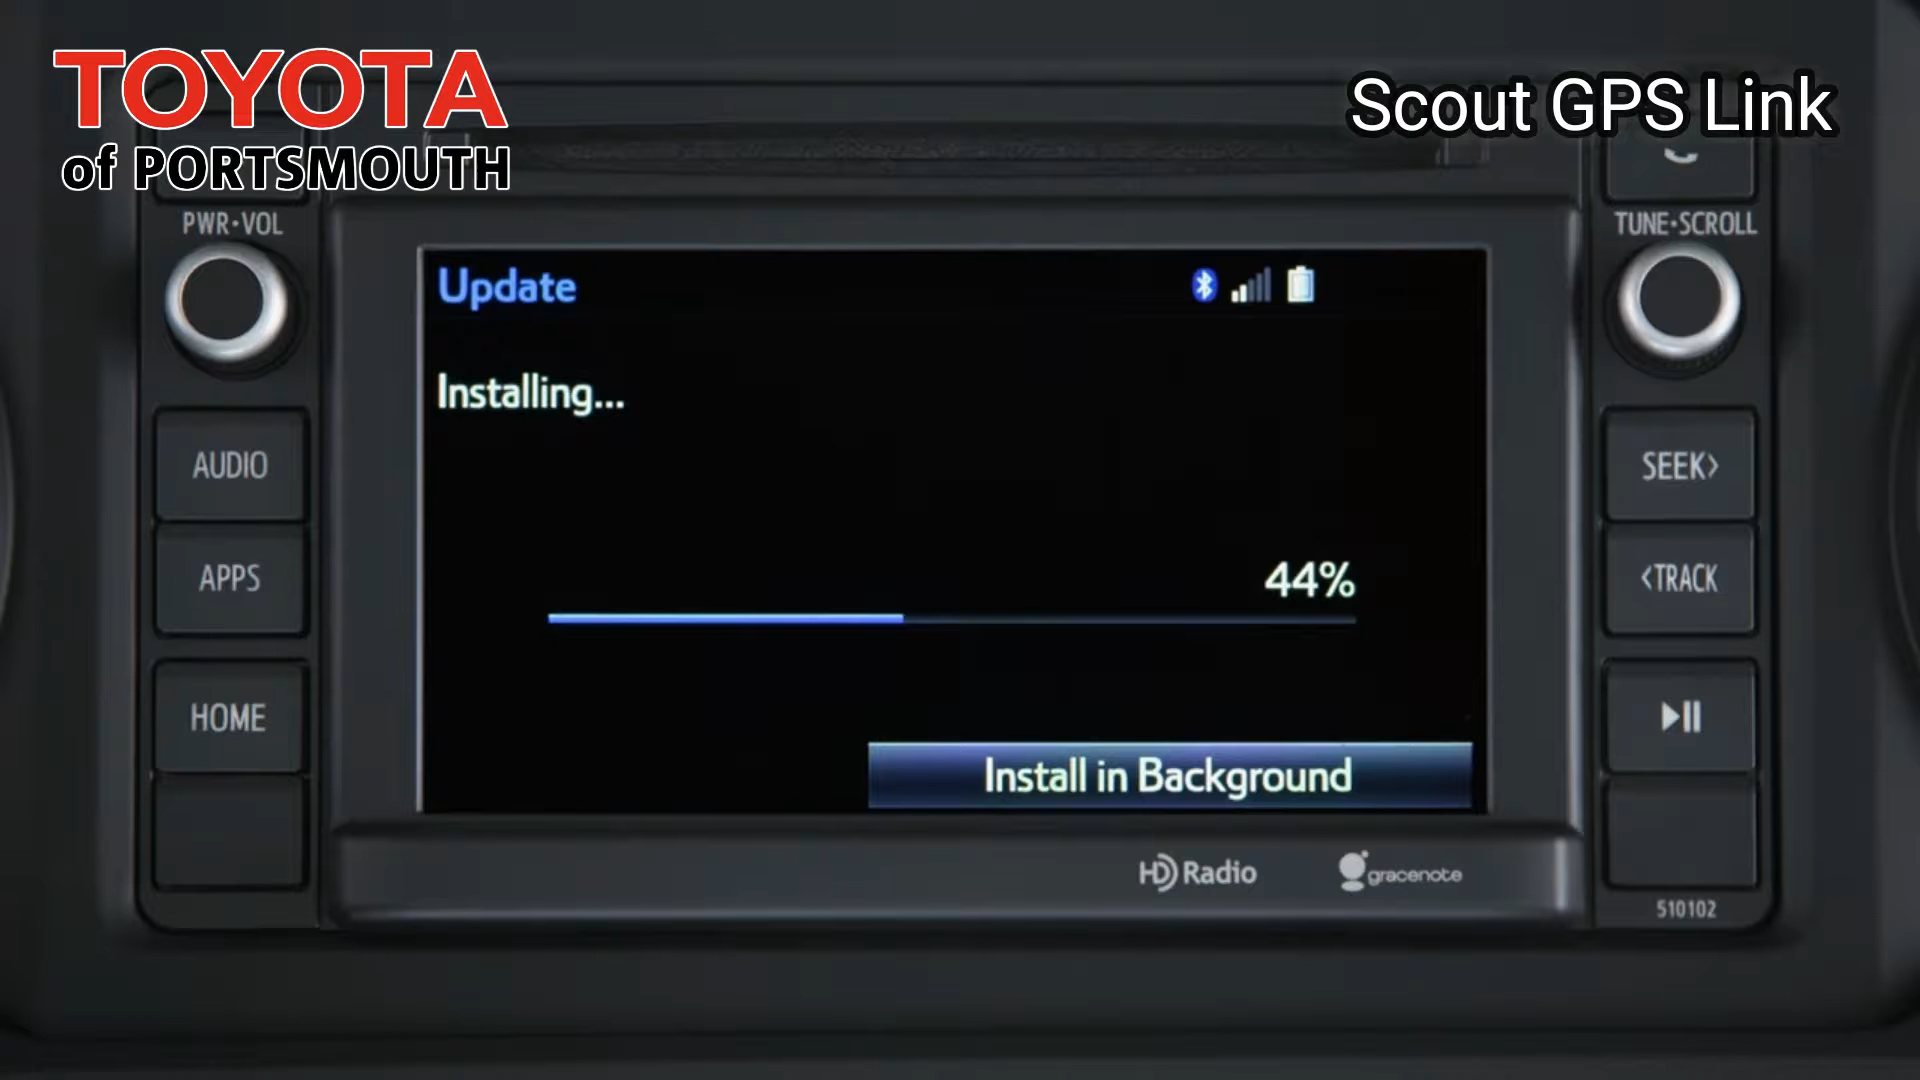 TOYOTA
of PORTSMOUTH
Scout GPS Link
PWR•VOL
TUNE•SCROLL
Update
Installing...
AUDIO
SEEK>
44%
APPS
<TRACK
HOME
Install in Background
HD Radio
gracenote
510102